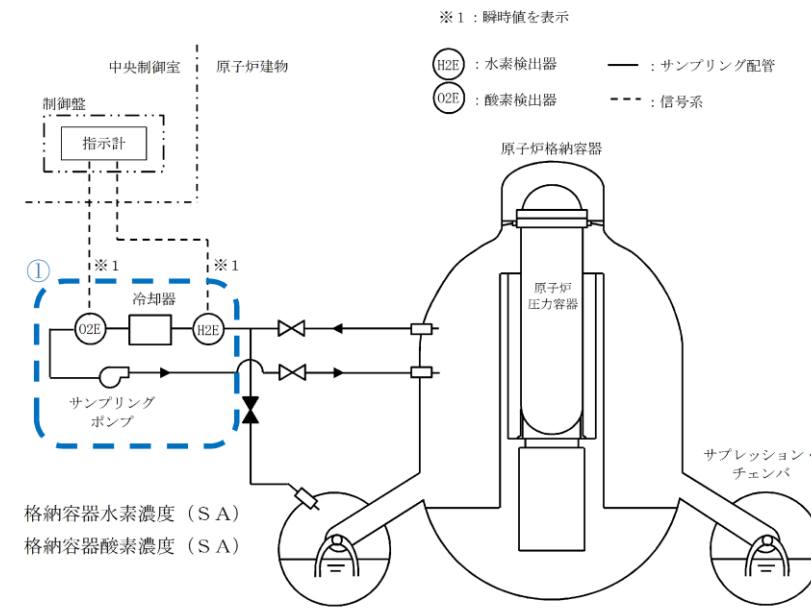 ※1：瞬時値を表示
中央制御室
原子炉建物
H2E：水素検出器
サンプリング配管
O2E：酸素検出器
信号系
制御盤
指示計
原子炉格納容器
※1
※1
①
冷却器
原子炉
圧力容器
O2E
H2E
サンプリング
ポンプ
サプレッション・
チェンバ
格納容器水素濃度（ＳＡ）
格納容器酸素濃度（ＳＡ）